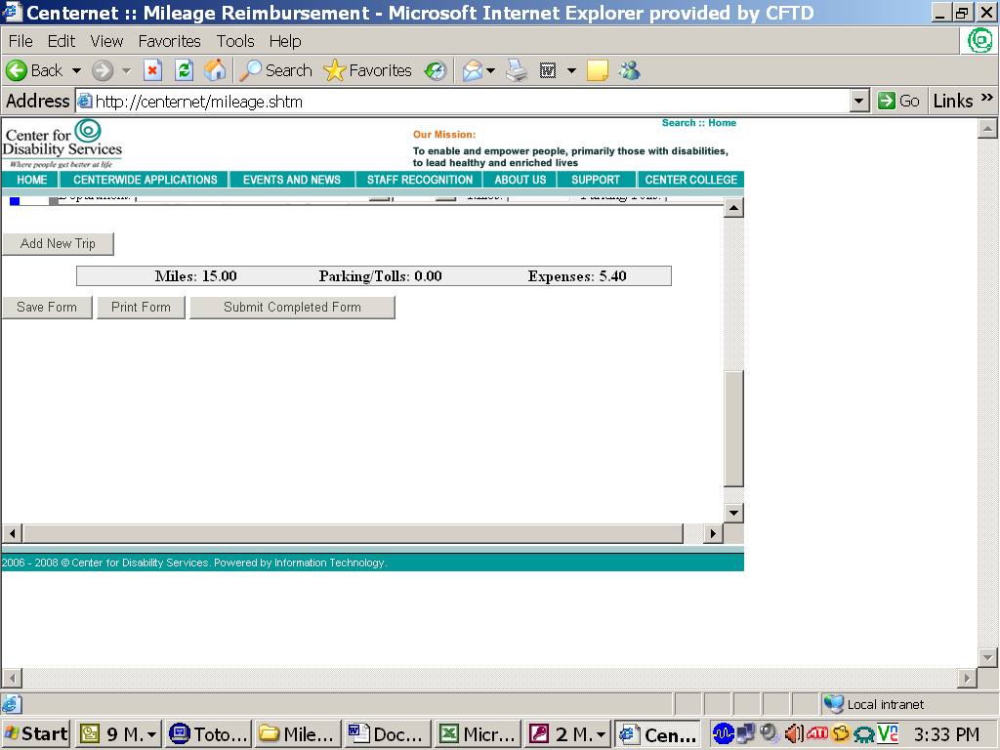 Centernet :: Mileage Reimbursement - Microsoft Internet Explorer provided by CFTD
File Edit View Favorites Tools Help
Back Search Favorites
Address http://centernet/mileage.shtm Go Links »
Search :: Home
Center for
Disability Services
Where people get better at life
Our Mission:
To enable and empower people, primarily those with disabilities,
to lead healthy and enriched lives
HOME CENTERWIDE APPLICATIONS EVENTS AND NEWS STAFF RECOGNITION ABOUT US SUPPORT CENTER COLLEGE
Add New Trip
Miles: 15.00 Parking/Tolls: 0.00 Expenses: 5.40
Save Form Print Form Submit Completed Form
2006 - 2008 © Center for Disability Services. Powered by Information Technology.
Local intranet
Start 9 M... Toto... Mile... Doc... Micr... 2 M... Cen... 3:33 PM